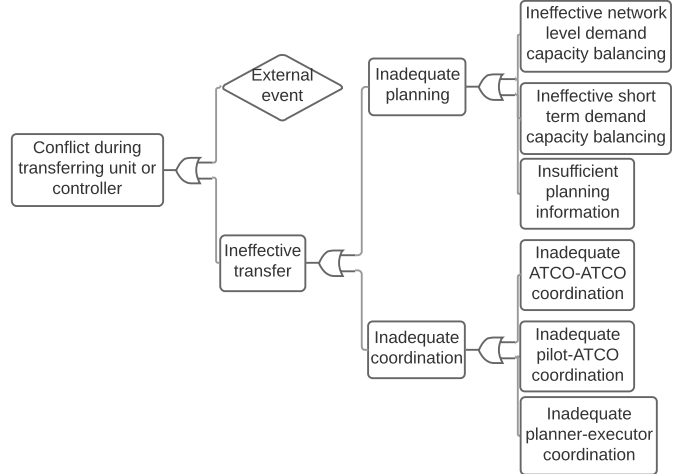 Conflict during
transferring unit or
controller
External
event
Ineffective
transfer
Inadequate
planning
Inadequate
coordination
Ineffective network
level demand
capacity balancing
Ineffective short
term demand
capacity balancing
Insufficient
planning
information
Inadequate
ATCO-ATCO
coordination
Inadequate
pilot-ATCO
coordination
Inadequate
planner-executor
coordination